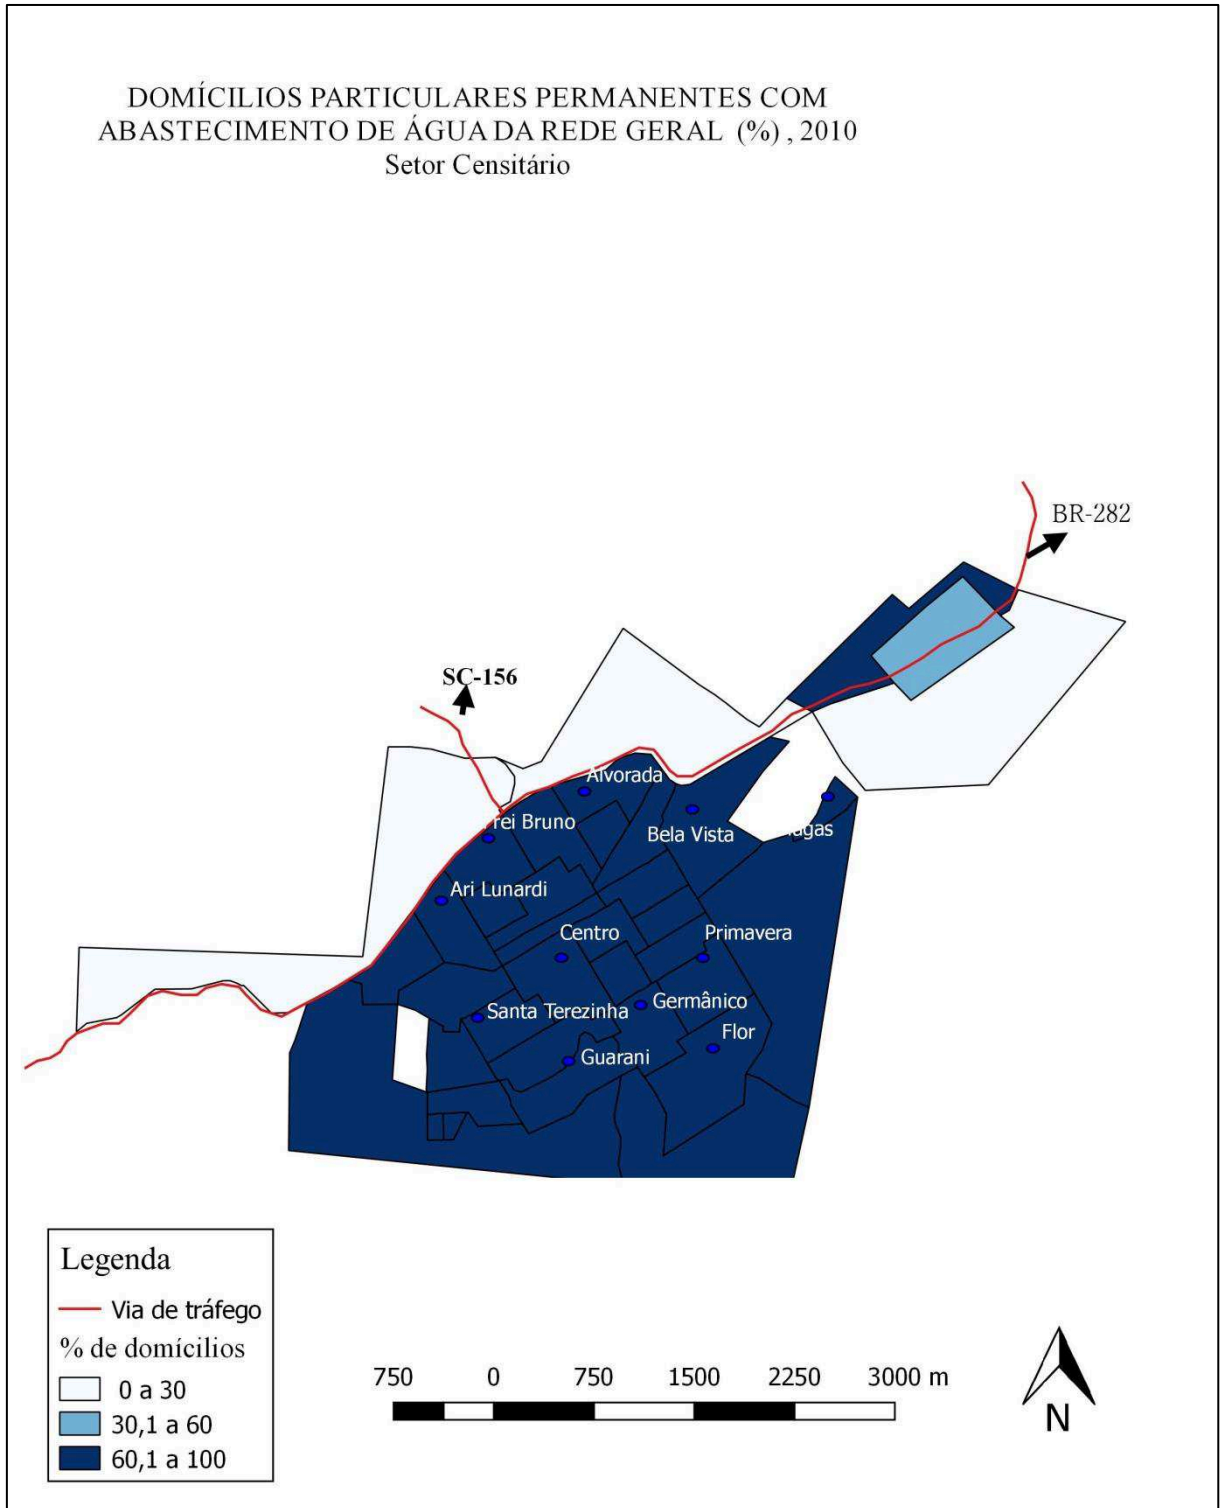 DOMÍCILIOS PARTICULARES PERMANENTES COM
ABASTECIMENTO DE ÁGUA DA REDE GERAL (%) , 2010
Setor Censitário
BR-282
SC-156
Alvorada
rei Bruno
Bela Vista
Ari Lunardi
Centro
Primavera
Santa Terezinha
Germânico
Flor
Guarani
Legenda
Via de tráfego
% de domícilios
0 a 30
30,1 a 60
60,1 a 100
750 0 750 1500 2250 3000 m
N